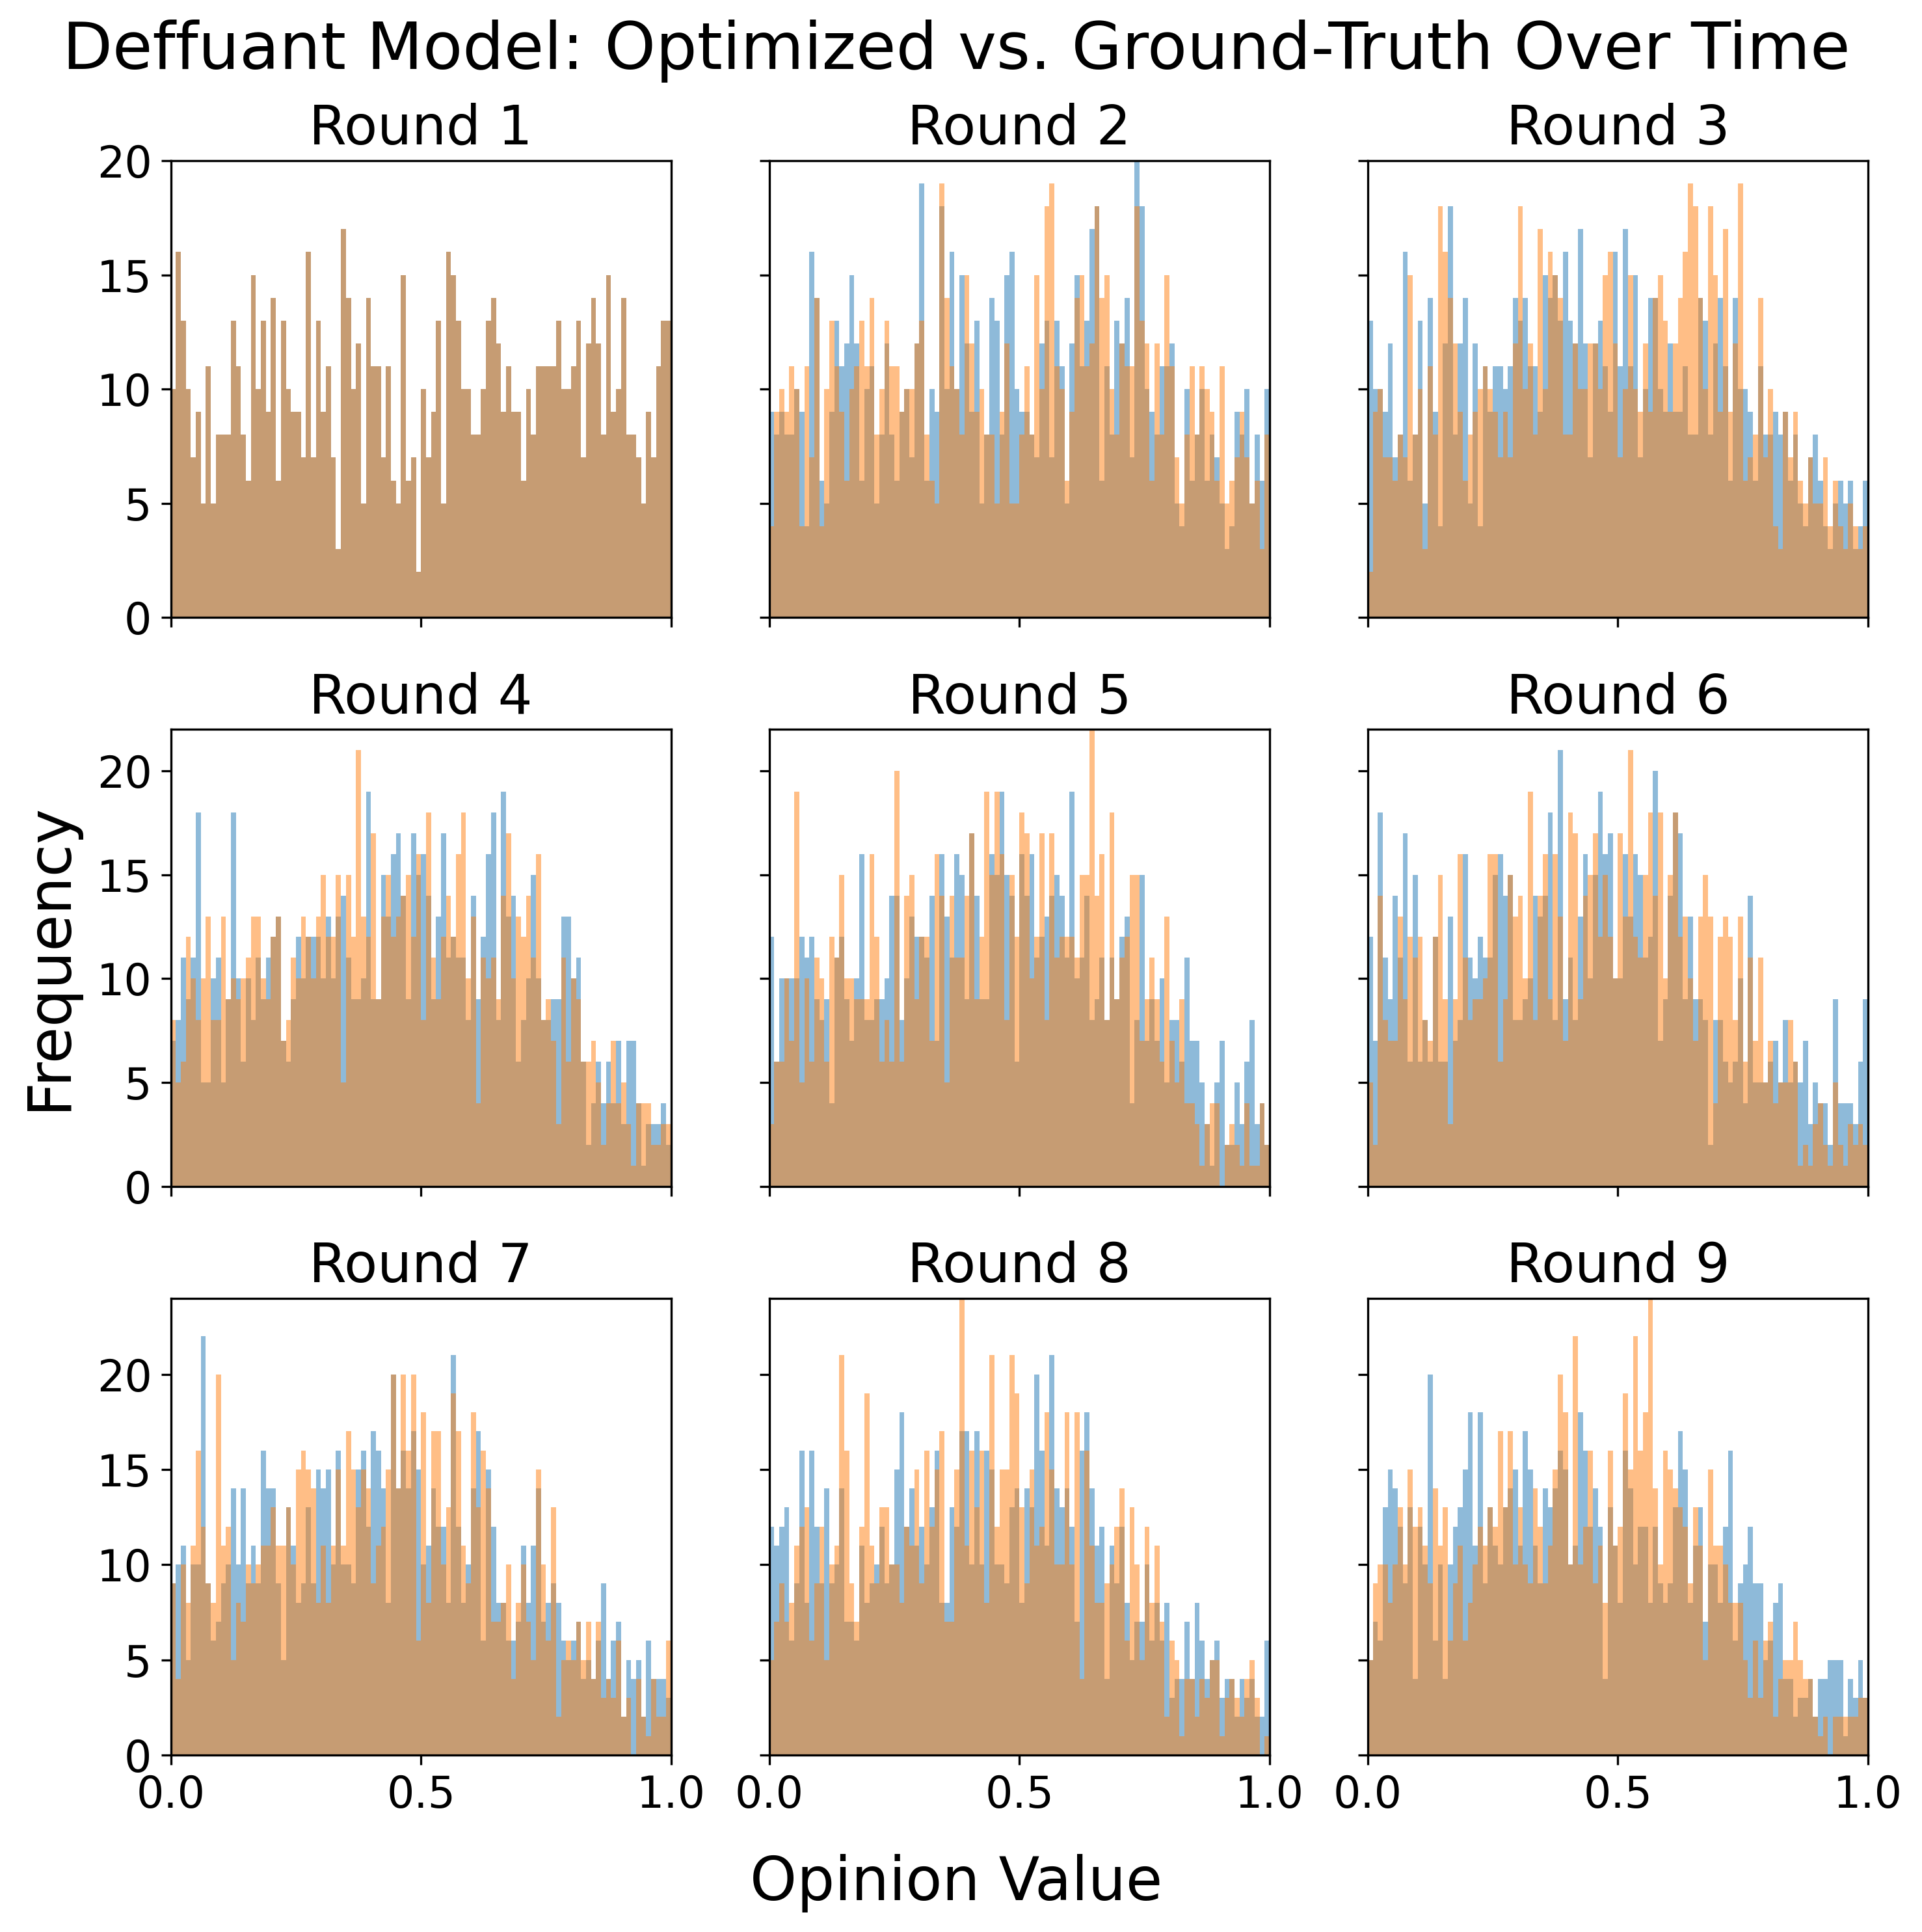 Deffuant Model: Optimized vs. Ground-Truth Over Time
Round 1
Round 2
Round 3
20
15
10
5
0
Round 4
Round 5
Round 6
20
15
10
5
0
Frequency
Round 7
Round 8
Round 9
20
15
10
5
0
0.0 0.5 1.0
0.0 0.5 1.0
0.0 0.5 1.0
Opinion Value